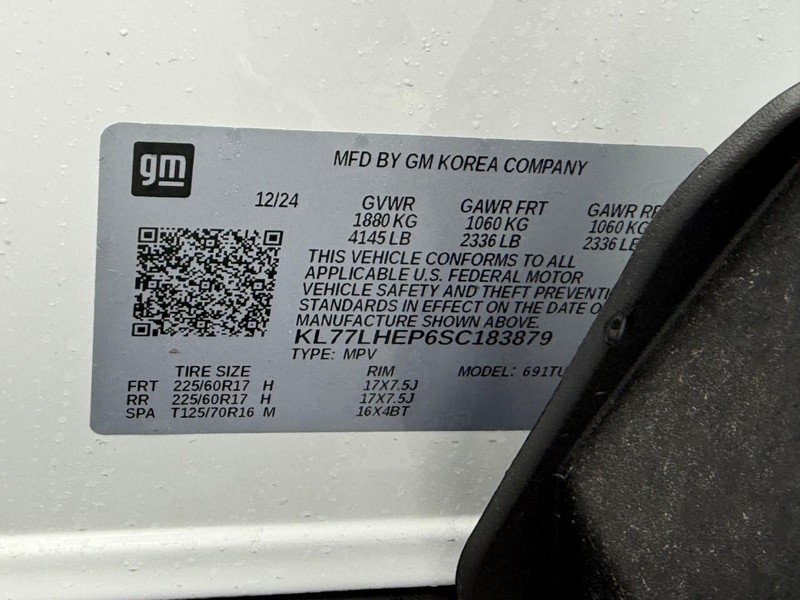 gm
MFD BY GM KOREA COMPANY
12/24 GVWR GAWR FRT GAWR
1880 KG 1060 KG 1060 KG
4145 LB 2336 LB 2336
THIS VEHICLE CONFORMS TO ALL
APPLICABLE U.S. FEDERAL MOTOR
VEHICLE SAFETY AND THEFT
STANDARDS IN EFFECT ON THE DATE OF
MANUFACTURE SHOWN ABOVE.
KL77LHEP6SC183879
TYPE: MPV MODEL: 691TU
TIRE SIZE RIM
FRT 225/60R17 H 17X7.5J
RR 225/60R17 H 17X7.5J
SPA T125/70R16 M 16X4BT